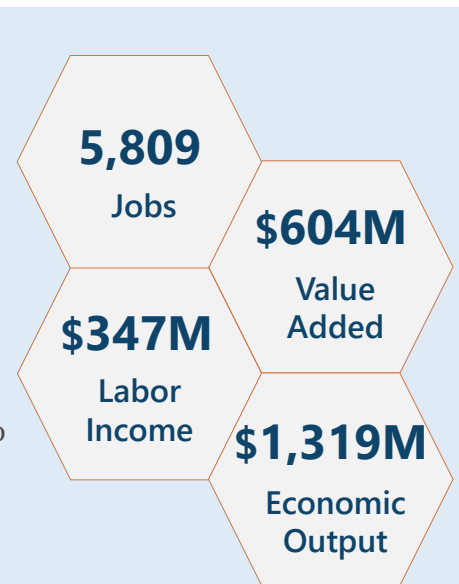 5,809
Jobs
$604M
Value
Added
$347M
Labor
Income
$1,319M
Economic
Output